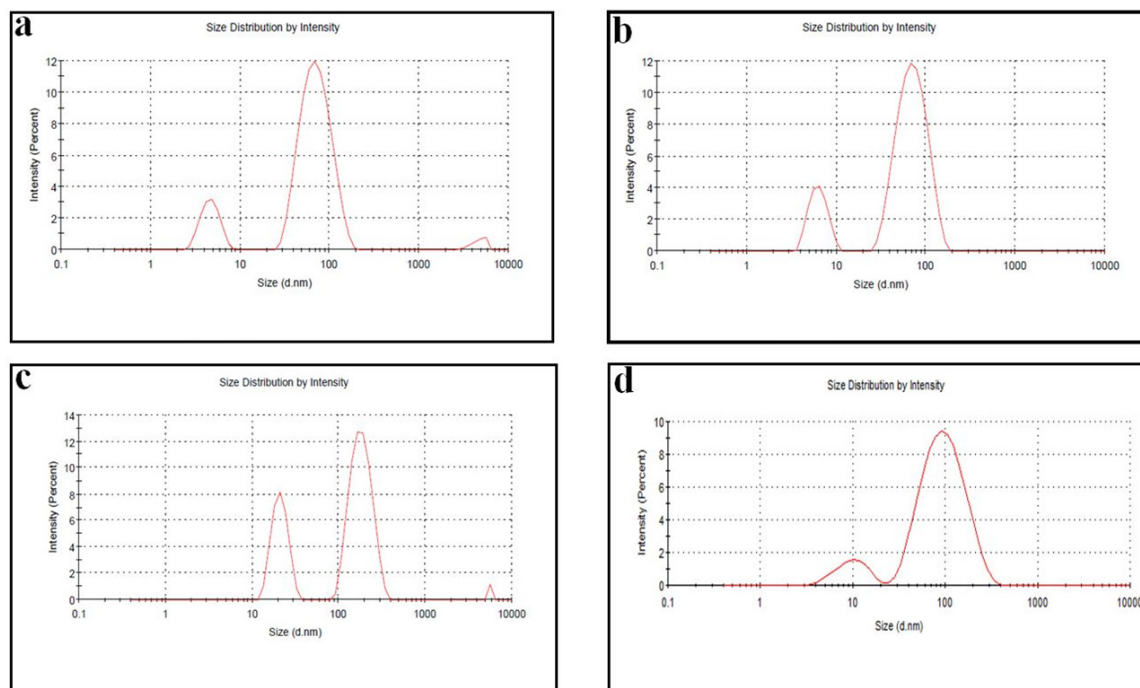 a
Size Distribution by Intensity
Intensity (Percent)
12
10
8
6
4
2
0
0.1 1 10 100 1000 10000
Size (d.nm)
b
Size Distribution by Intensity
Intensity (Percent)
12
10
8
6
4
2
0
0.1 1 10 100 1000 10000
Size (d.nm)
c
Size Distribution by Intensity
Intensity (Percent)
14
12
10
8
6
4
2
0
0.1 1 10 100 1000 10000
Size (d.nm)
d
Size Distribution by Intensity
Intensity (Percent)
10
8
6
4
2
0
0.1 1 10 100 1000 10000
Size (d.nm)